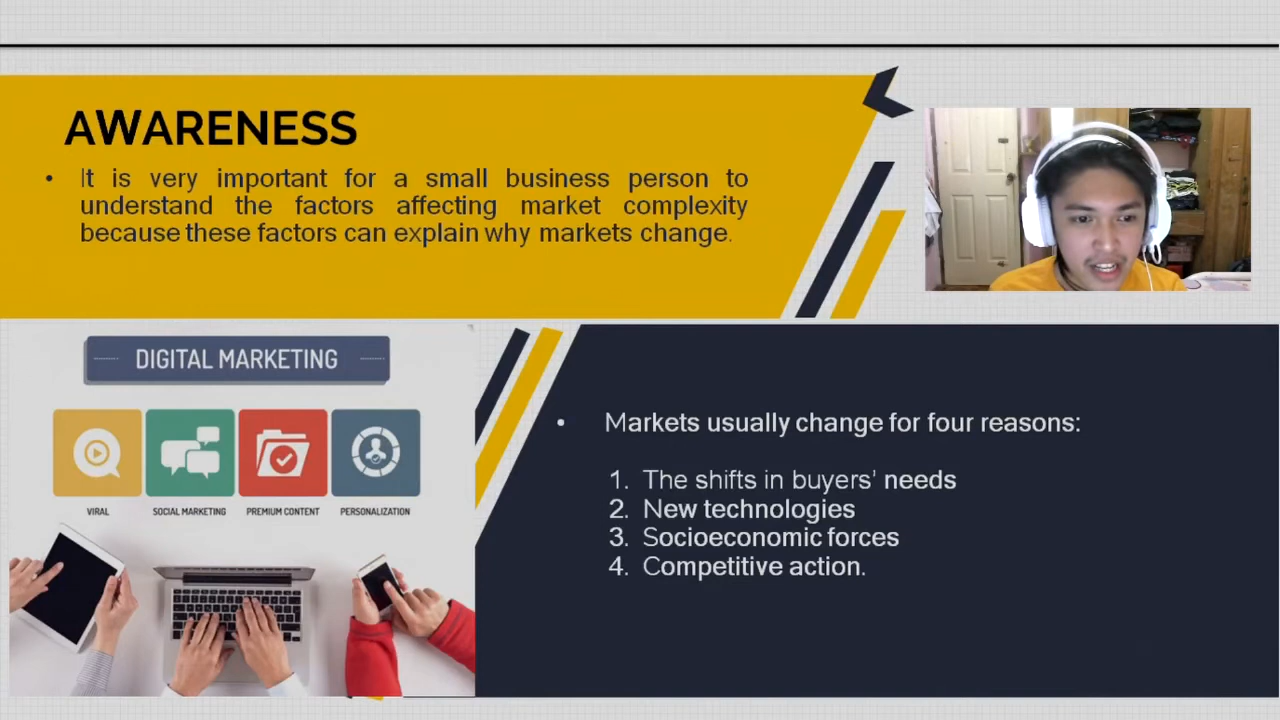 AWARENESS
• It is very important for a small business person to
understand the factors affecting market complexity
because these factors can explain why markets change.
DIGITAL MARKETING
VIRAL
SOCIAL MARKETING
PREMIUM CONTENT
PERSONALIZATION
• Markets usually change for four reasons:
1. The shifts in buyers’ needs
2. New technologies
3. Socioeconomic forces
4. Competitive action.